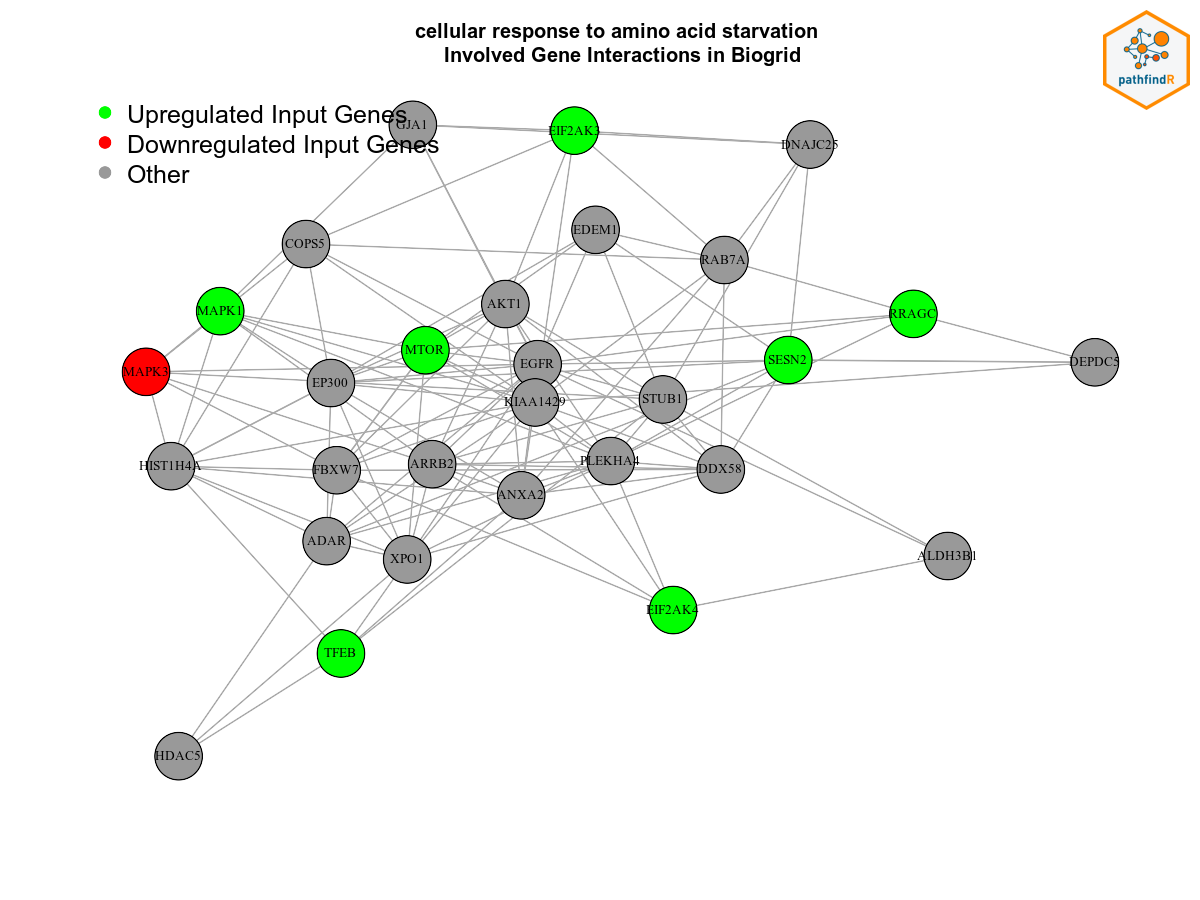 cellular response to amino acid starvation
Involved Gene Interactions in Biogrid
pathfindR
Upregulated Input Genes
Downregulated Input Genes
Other
GJA1
EIF2AK3
DNAJC25
COPS5
EDEM1
RAB7A
MAPK1
AKT1
RRAGC
MTOR
EGFR
SESN2
DEPDC5
MAPK3
EP300
KIAA1429
STUB1
HIST1H4A
FBXW7
ARRB2
PLEKHA4
DDX58
ANXA2
ADAR
XPO1
ALDH3B1
EIF2AK4
TFEB
HDAC5